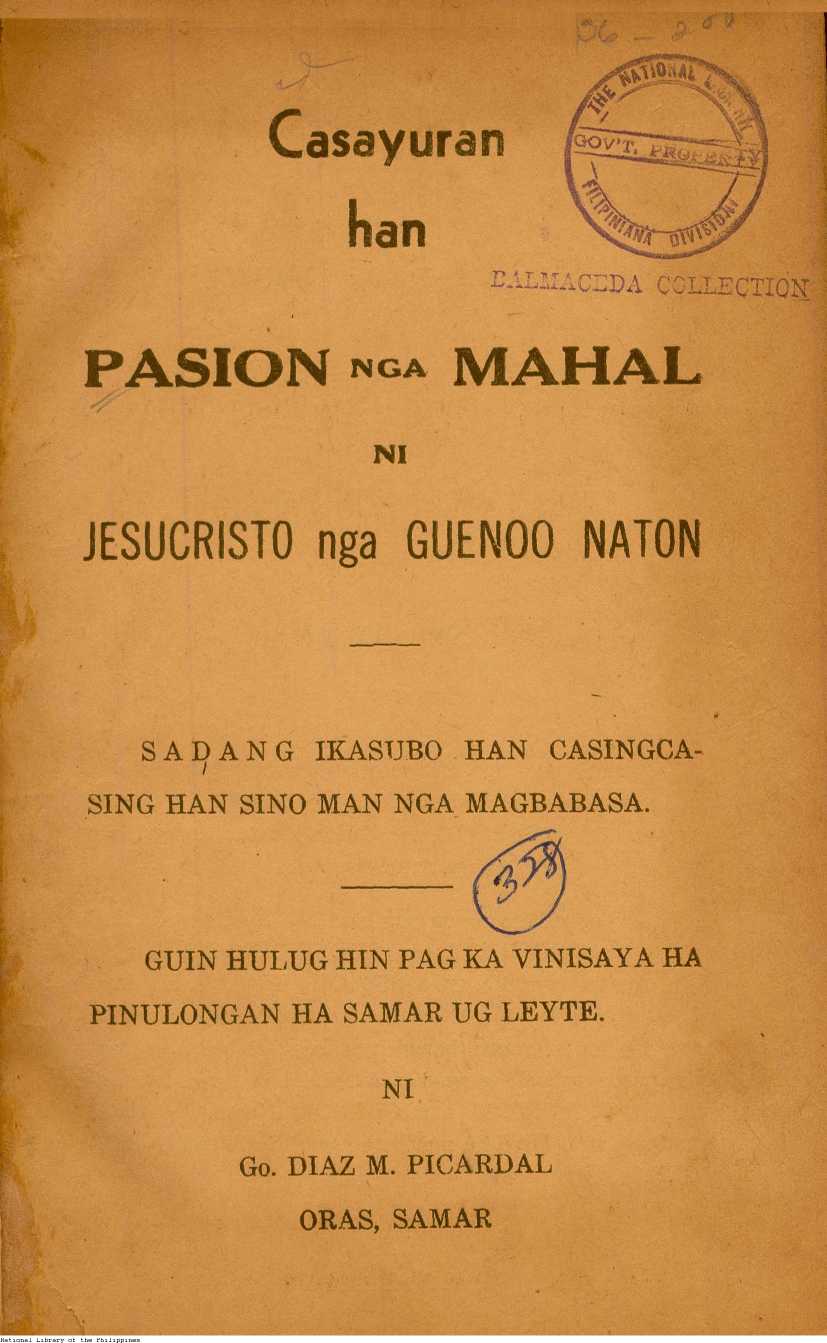 THE NATIONAL LIBRARY
GOV'T. PROPERTY
FILIPINIANA DIVISION
BALMACEDA COLLECTION
Casayuran
han
PASION NGA MAHAL
NI
JESUCRISTO nga GUENOO NATON
SADANG IKASUBO HAN CASINGCA-
SING HAN SINO MAN NGA MAGBABASA.
328
GUIN HULUG HIN PAG KA VINISAYA HA
PINULONGAN HA SAMAR UG LEYTE.
NI
Go. DIAZ M. PICARDAL
ORAS, SAMAR
National Library of the Philippines